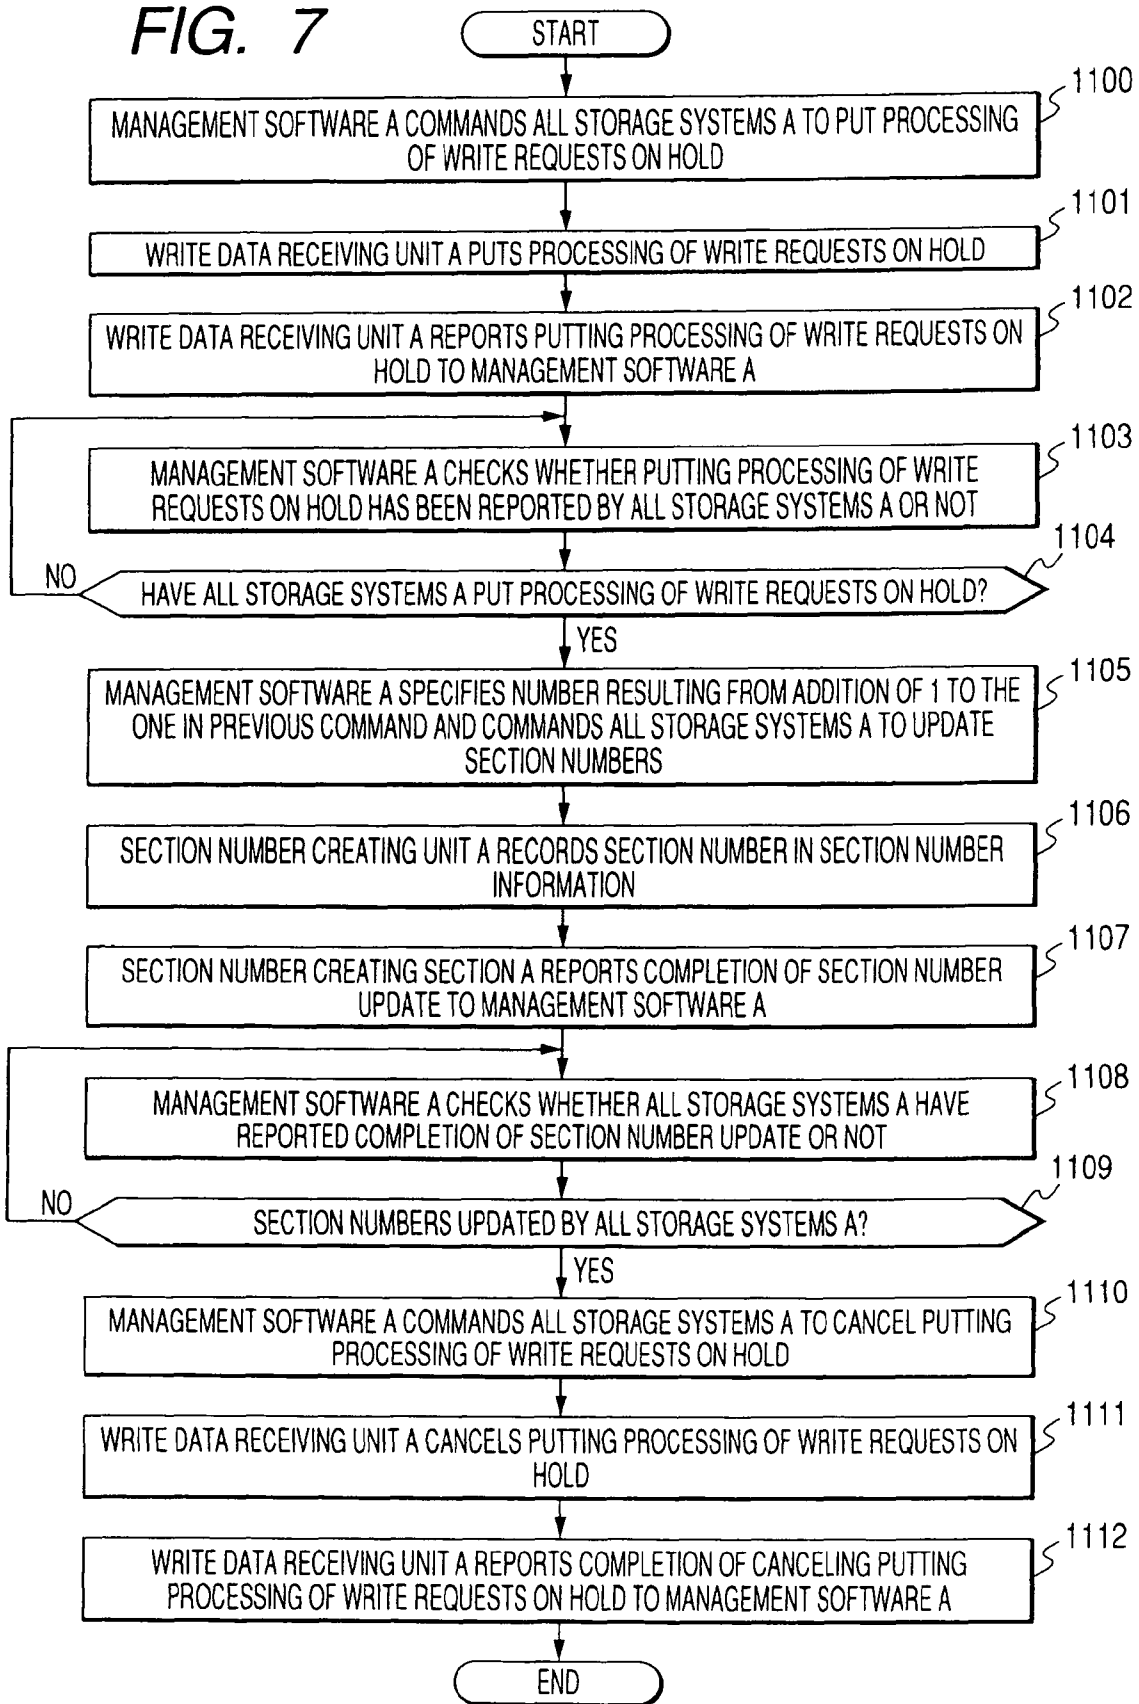 FIG. 7
START
1100
MANAGEMENT SOFTWARE A COMMANDS ALL STORAGE SYSTEMS A TO PUT PROCESSING
OF WRITE REQUESTS ON HOLD
1101
WRITE DATA RECEIVING UNIT A PUTS PROCESSING OF WRITE REQUESTS ON HOLD
1102
WRITE DATA RECEIVING UNIT A REPORTS PUTTING PROCESSING OF WRITE REQUESTS ON
HOLD TO MANAGEMENT SOFTWARE A
1103
MANAGEMENT SOFTWARE A CHECKS WHETHER PUTTING PROCESSING OF WRITE
REQUESTS ON HOLD HAS BEEN REPORTED BY ALL STORAGE SYSTEMS A OR NOT
1104
NO
HAVE ALL STORAGE SYSTEMS A PUT PROCESSING OF WRITE REQUESTS ON HOLD?
YES
1105
MANAGEMENT SOFTWARE A SPECIFIES NUMBER RESULTING FROM ADDITION OF 1 TO THE
ONE IN PREVIOUS COMMAND AND COMMANDS ALL STORAGE SYSTEMS A TO UPDATE
SECTION NUMBERS
1106
SECTION NUMBER CREATING UNIT A RECORDS SECTION NUMBER IN SECTION NUMBER
INFORMATION
1107
SECTION NUMBER CREATING SECTION A REPORTS COMPLETION OF SECTION NUMBER
UPDATE TO MANAGEMENT SOFTWARE A
1108
MANAGEMENT SOFTWARE A CHECKS WHETHER ALL STORAGE SYSTEMS A HAVE
REPORTED COMPLETION OF SECTION NUMBER UPDATE OR NOT
1109
NO
SECTION NUMBERS UPDATED BY ALL STORAGE SYSTEMS A?
YES
1110
MANAGEMENT SOFTWARE A COMMANDS ALL STORAGE SYSTEMS A TO CANCEL PUTTING
PROCESSING OF WRITE REQUESTS ON HOLD
1111
WRITE DATA RECEIVING UNIT A CANCELS PUTTING PROCESSING OF WRITE REQUESTS ON
HOLD
1112
WRITE DATA RECEIVING UNIT A REPORTS COMPLETION OF CANCELING PUTTING
PROCESSING OF WRITE REQUESTS ON HOLD TO MANAGEMENT SOFTWARE A
END